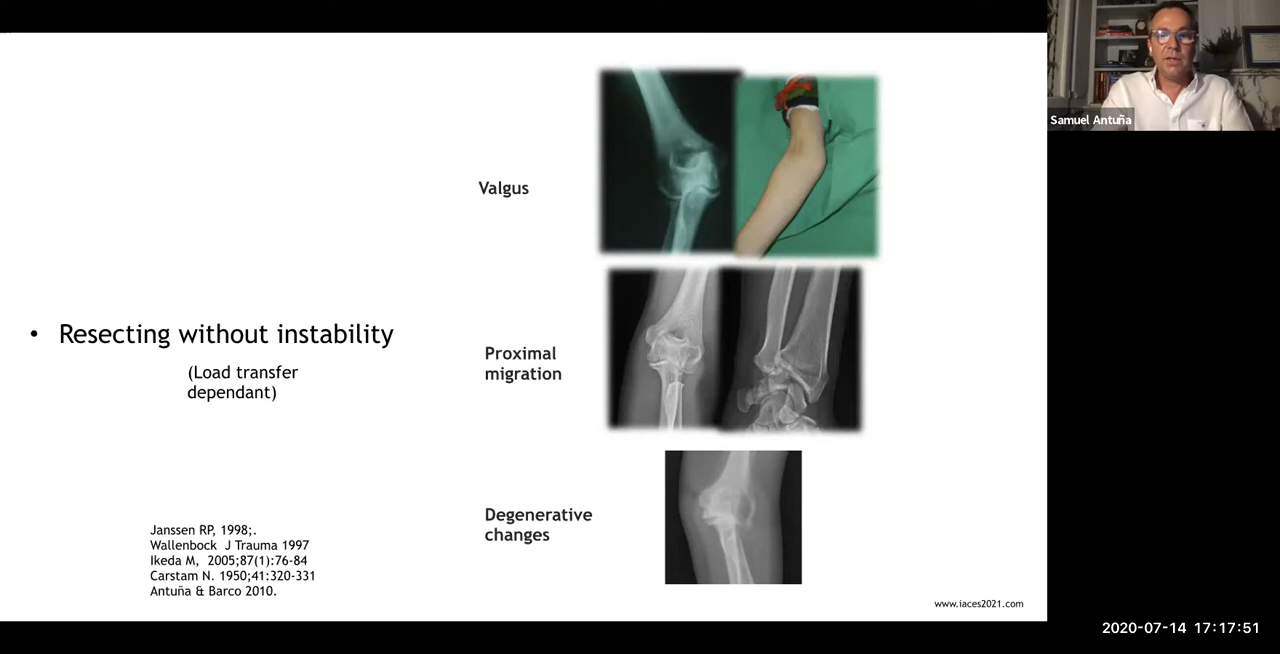 Samuel Antuña
Valgus
• Resecting without instability
(Load transfer
dependant)
Proximal
migration
Degenerative
changes
Janssen RP, 1998;.
Wallenbock J Trauma 1997
Ikeda M, 2005;87(1):76-84
Carstam N. 1950;41:320-331
Antuña & Barco 2010.
www.iaces2021.com
2020-07-14 17:17:51